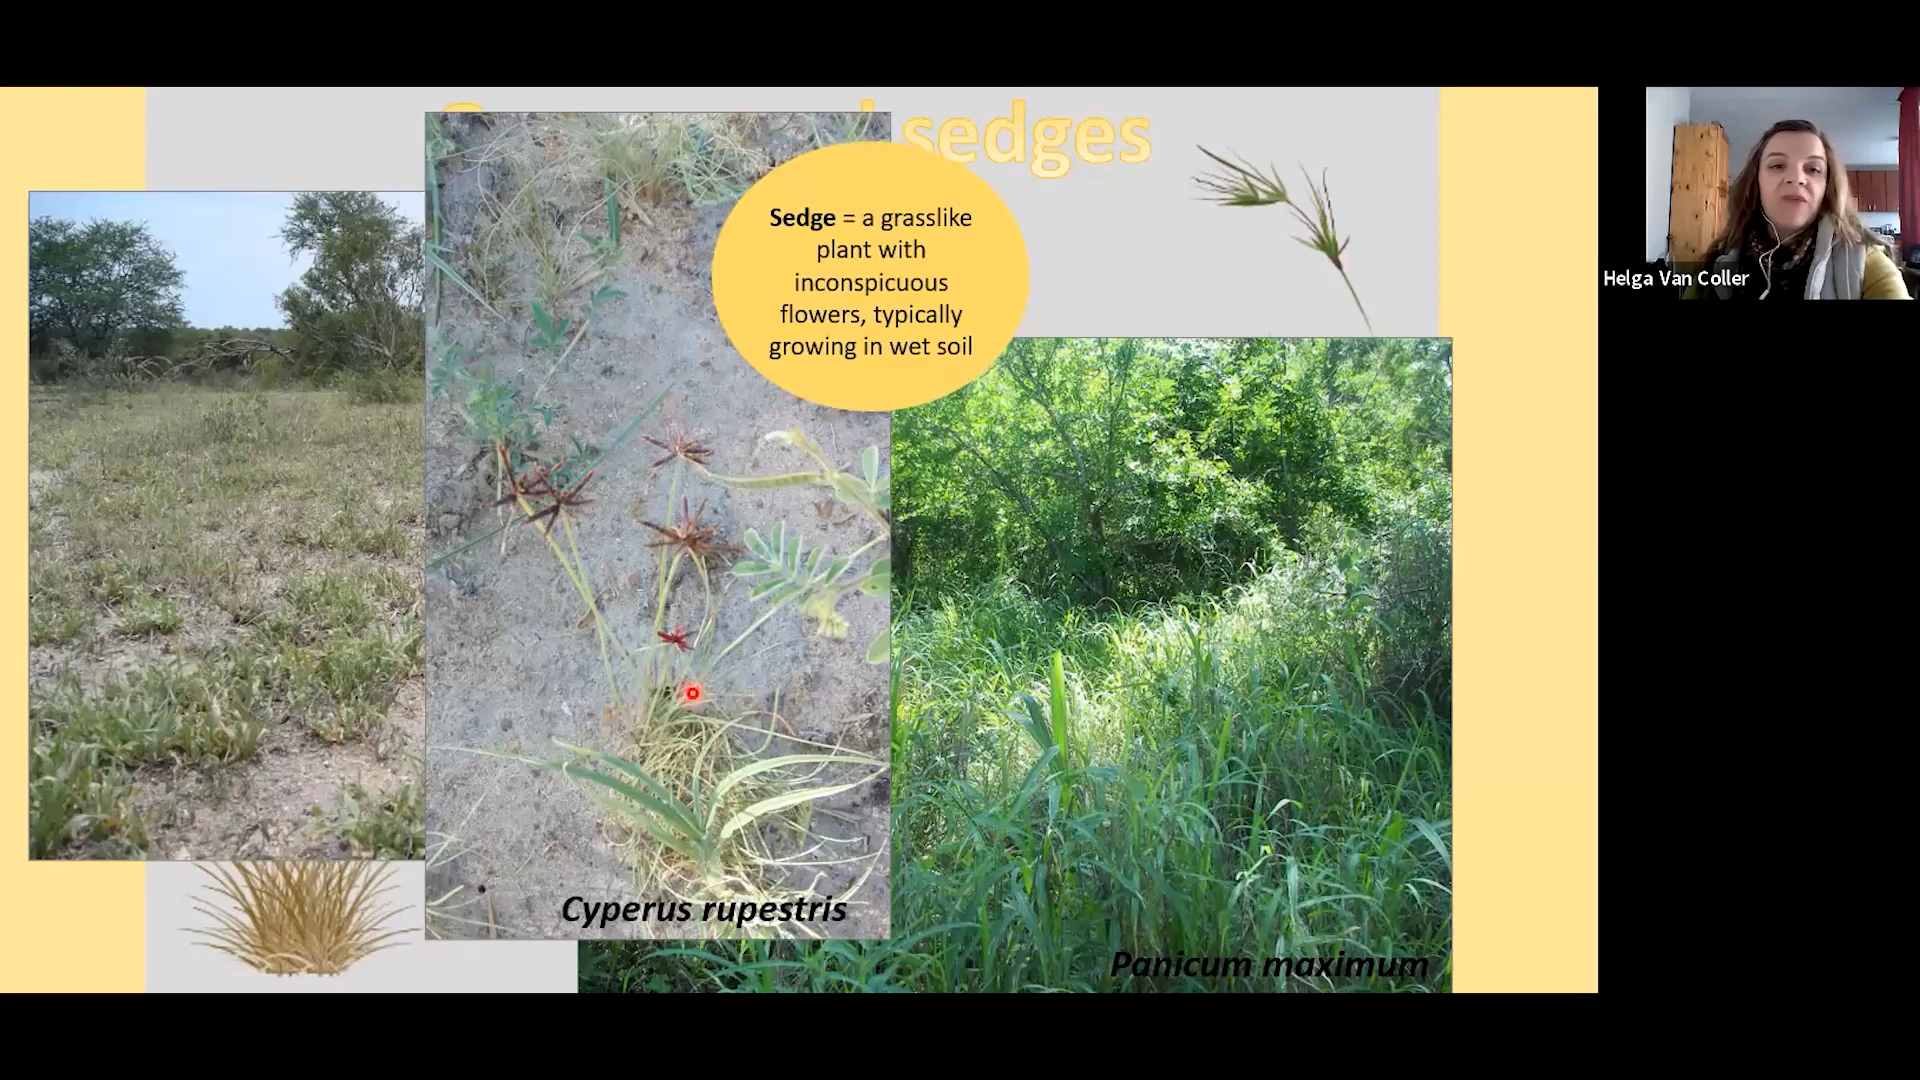 sedges
Sedge = a grasslike
plant with
inconspicuous
flowers, typically
growing in wet soil
Helga Van Coller
Cyperus rupestris
Panicum maximum